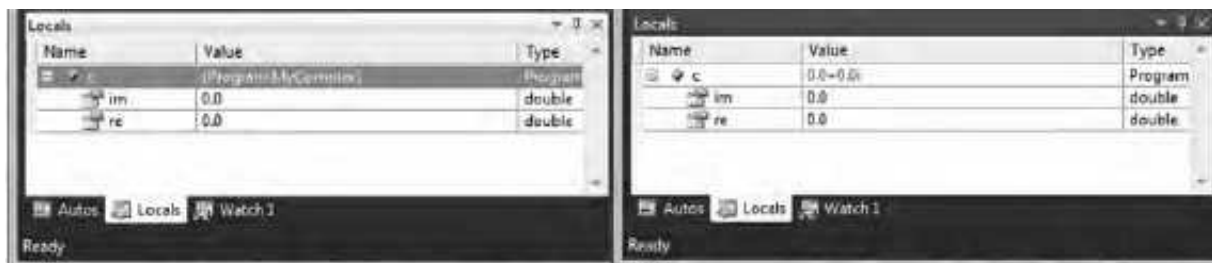 Locals
Name Value Type
c {Program.MyComplex} Program
im 0.0 double
re 0.0 double
Autos Locals Watch 1
Ready
Locals
Name Value Type
c 0.0-0.0i Program
im 0.0 double
re 0.0 double
Autos Locals Watch 1
Ready